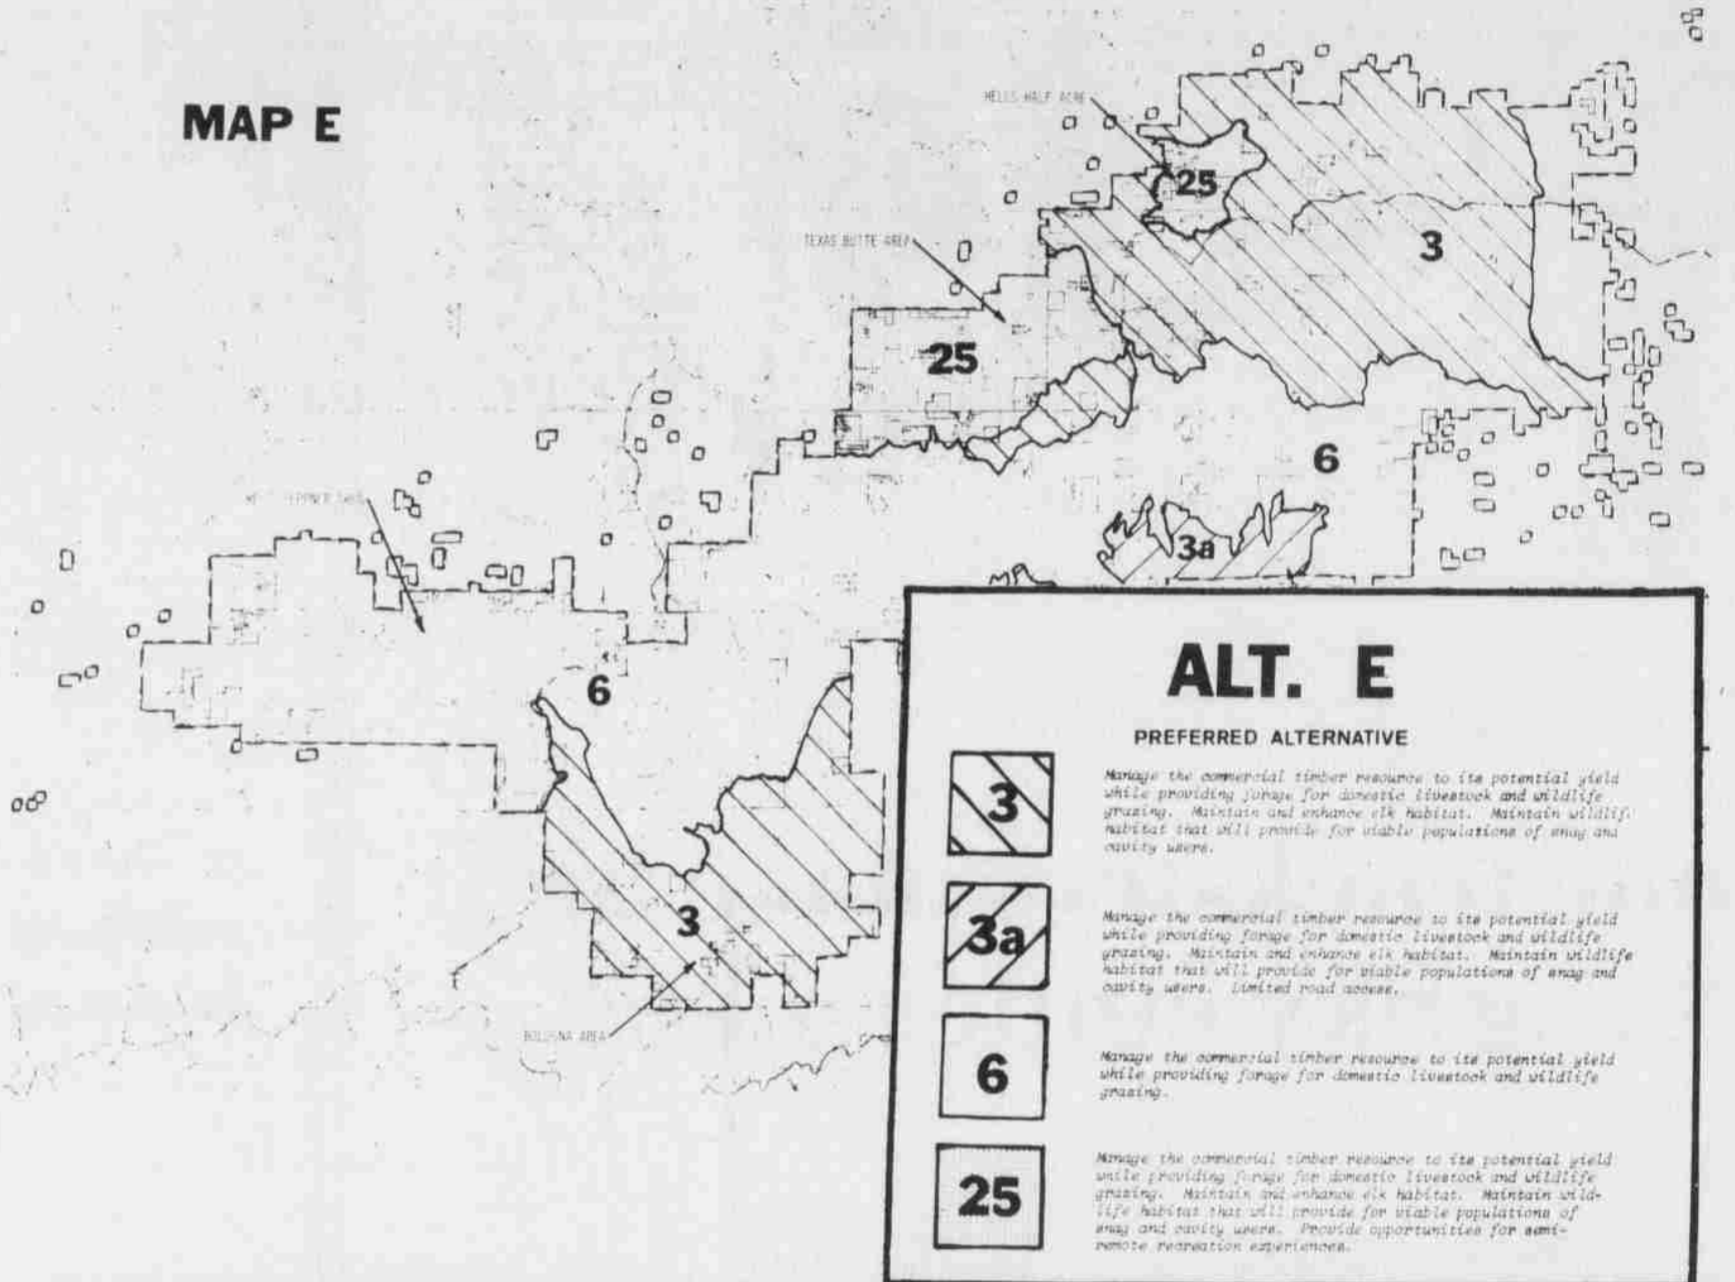 MAP E
HELLS HALF ACRE
25
3
TEXAS BUTTE AREA
25
6
3a
6
3
BOLOGNA AREA
ALT. E
PREFERRED ALTERNATIVE
3
Manage the commercial timber resource to its potential yield
while providing forage for domestic livestock and wildlife
grazing. Maintain and enhance elk habitat. Maintain wildlif
habitat that will provide for viable populations of snag and
cavity users.
3a
Manage the commercial timber resource to its potential yield
while providing forage for domestic livestock and wildlife
grazing. Maintain and enhance elk habitat. Maintain wildlife
habitat that will provide for viable populations of snag and
cavity users. Limited road access.
6
Manage the commercial timber resource to its potential yield
while providing forage for domestic livestock and wildlife
grazing.
25
Manage the commercial timber resource to its potential yield
while providing forage for domestic livestock and wildlife
grazing. Maintain and enhance elk habitat. Maintain wild-
life habitat that will provide for viable populations of
snag and cavity users. Provide opportunities for semi-
remote recreation experiences.